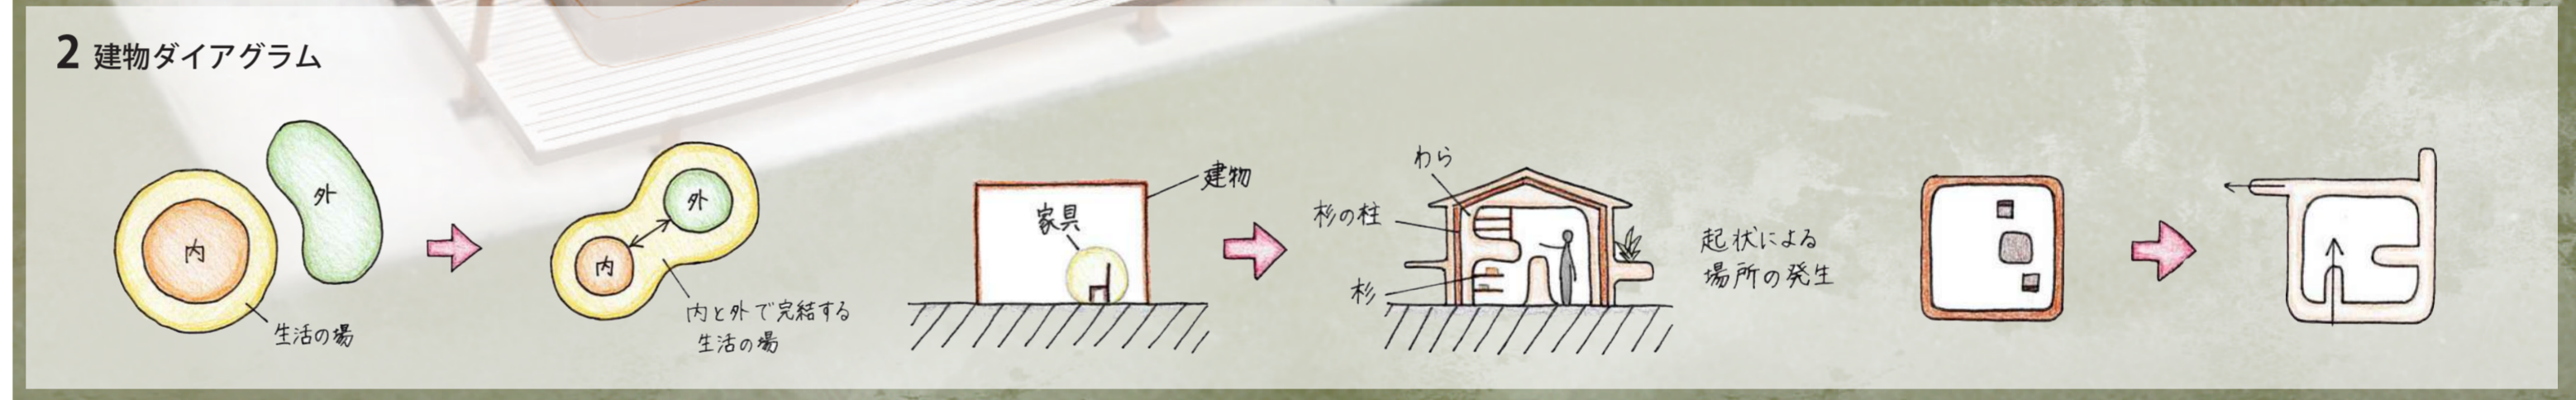 2 建物ダイアグラム
内
外
生活の場
内
外
内と外で完結する
生活の場
家具
建物
わら
杉の柱
杉
起状による
場所の発生